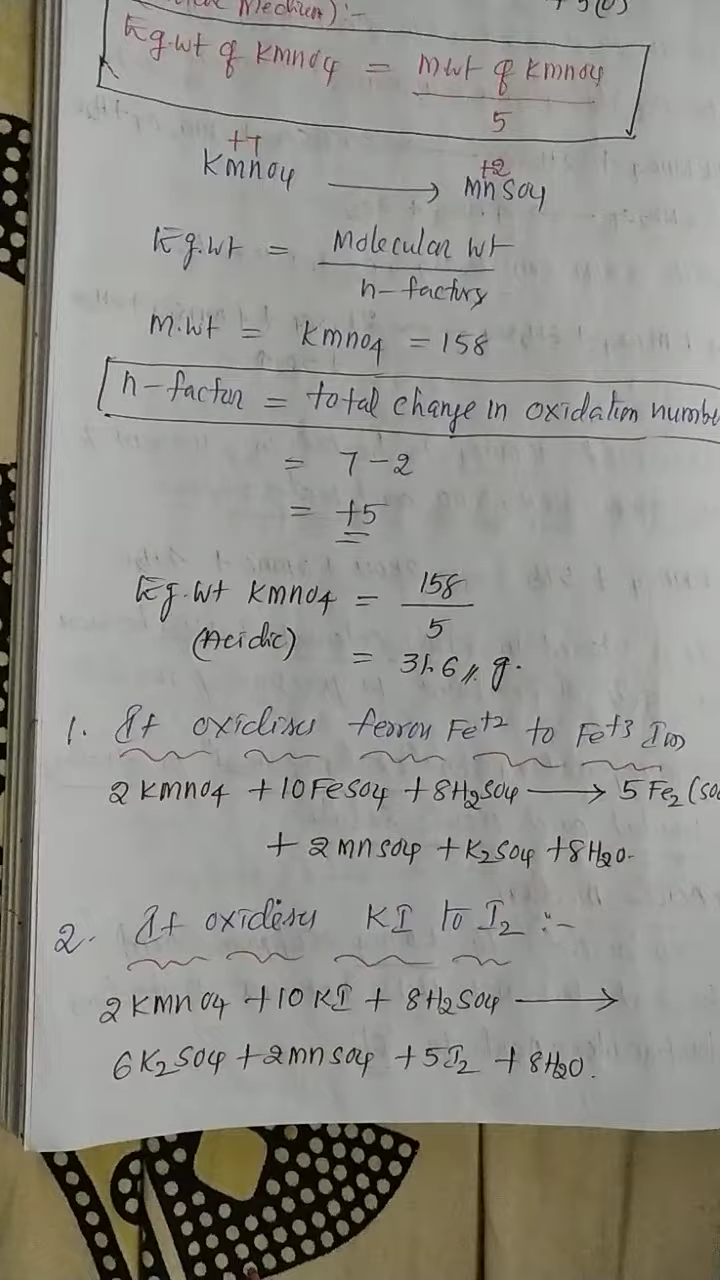 Medium):-
+ 5(O)
Eq.wt of KMnO4 = M.wt of KMnO4
5
+7 +2
KMnO4 ⟶ MnSO4
Eq.wt = Molecular wt
n-factors
M.wt = KMnO4 = 158
n-factor = total change in oxidation numbe
= 7-2
= +5
Eq.wt KMnO4 = 158
5
(Acidic) = 31.6 g.
1. It oxidises ferrous Fe+2 to Fe+3 Ion
2KMnO4 + 10FeSO4 + 8H2SO4 ⟶ 5Fe2(SO
+ 2MnSO4 + K2SO4 + 8H2O.
2. It oxidises KI to I2 :-
2KMnO4 + 10KI + 8H2SO4 ⟶
6K2SO4 + 2MnSO4 + 5I2 + 8H2O.